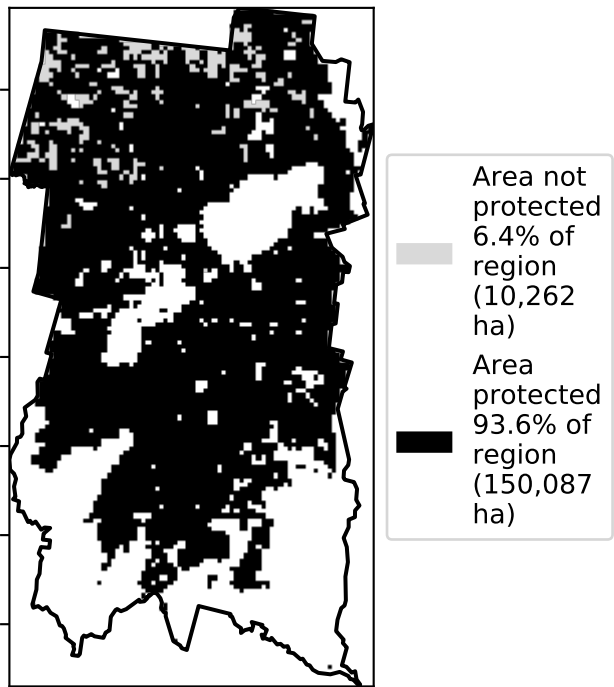 Area not
protected
6.4% of
region
(10,262
ha)
Area
protected
93.6% of
region
(150,087
ha)